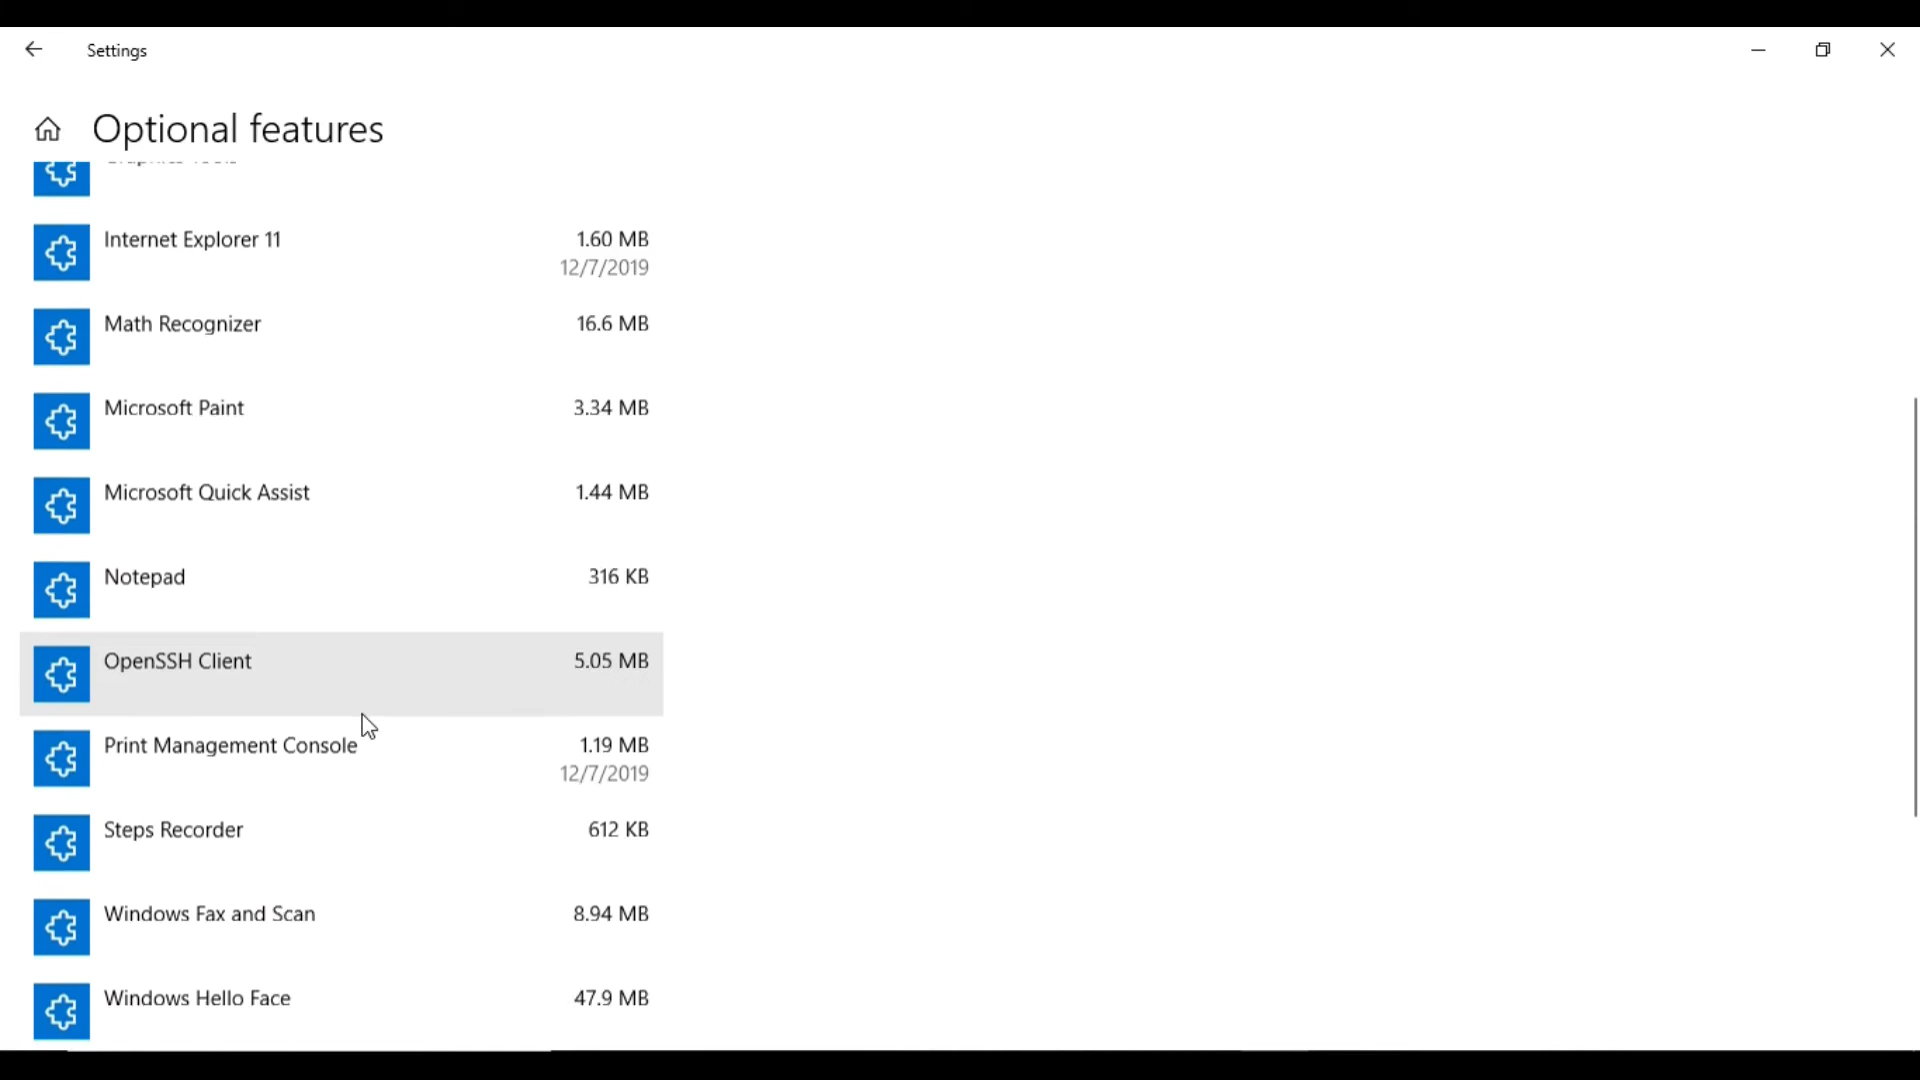 Settings
Optional features
Internet Explorer 11
1.60 MB
12/7/2019
Math Recognizer
16.6 MB
Microsoft Paint
3.34 MB
Microsoft Quick Assist
1.44 MB
Notepad
316 KB
OpenSSH Client
5.05 MB
Print Management Console
1.19 MB
12/7/2019
Steps Recorder
612 KB
Windows Fax and Scan
8.94 MB
Windows Hello Face
47.9 MB